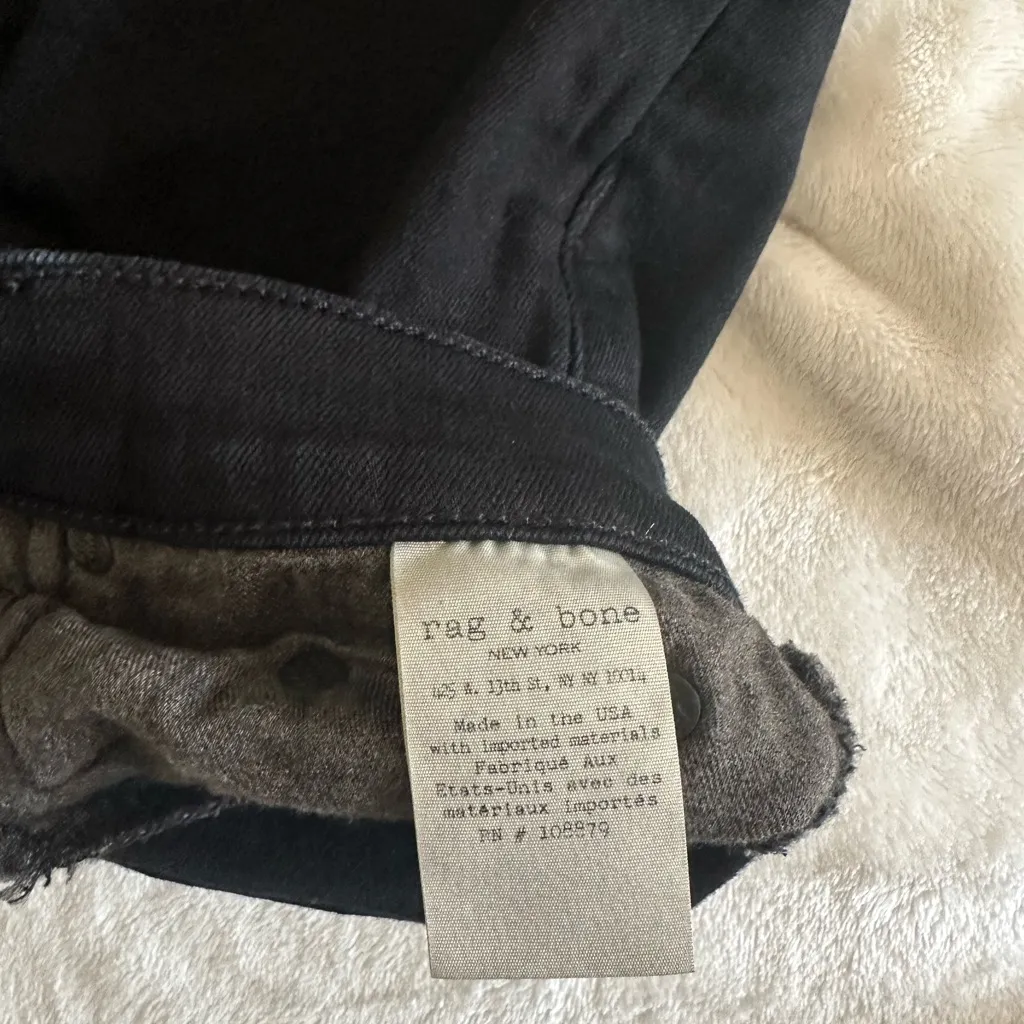 rag & bone
NEW YORK
425 W. 13th St, NY NY 10014
Made in the USA
with imported materials
Fabriqué Aux
Etats-Unis avec des
matériaux importés
RN # 108879